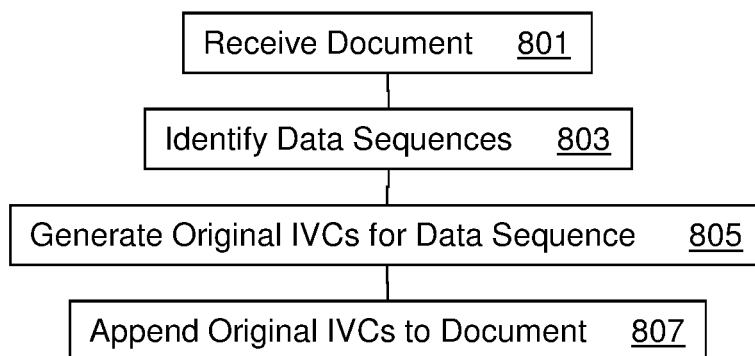 Receive Document 801
Identify Data Sequences 803
Generate Original IVCs for Data Sequence 805
Append Original IVCs to Document 807